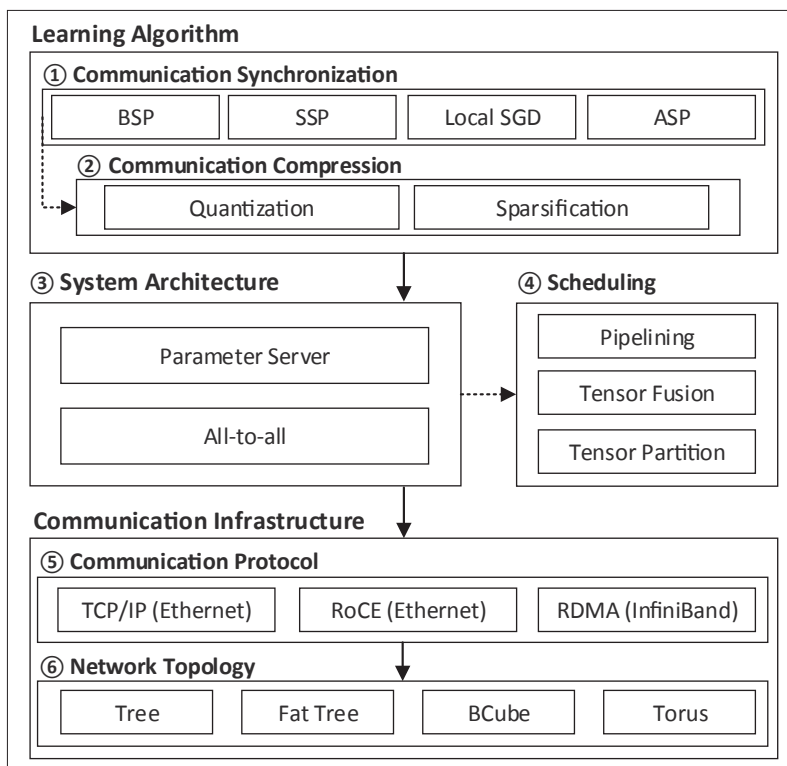 Learning Algorithm
① Communication Synchronization
BSP
SSP
Local SGD
ASP
② Communication Compression
Quantization
Sparsification
③ System Architecture
Parameter Server
All-to-all
④ Scheduling
Pipelining
Tensor Fusion
Tensor Partition
Communication Infrastructure
⑤ Communication Protocol
TCP/IP (Ethernet)
RoCE (Ethernet)
RDMA (InfiniBand)
⑥ Network Topology
Tree
Fat Tree
BCube
Torus